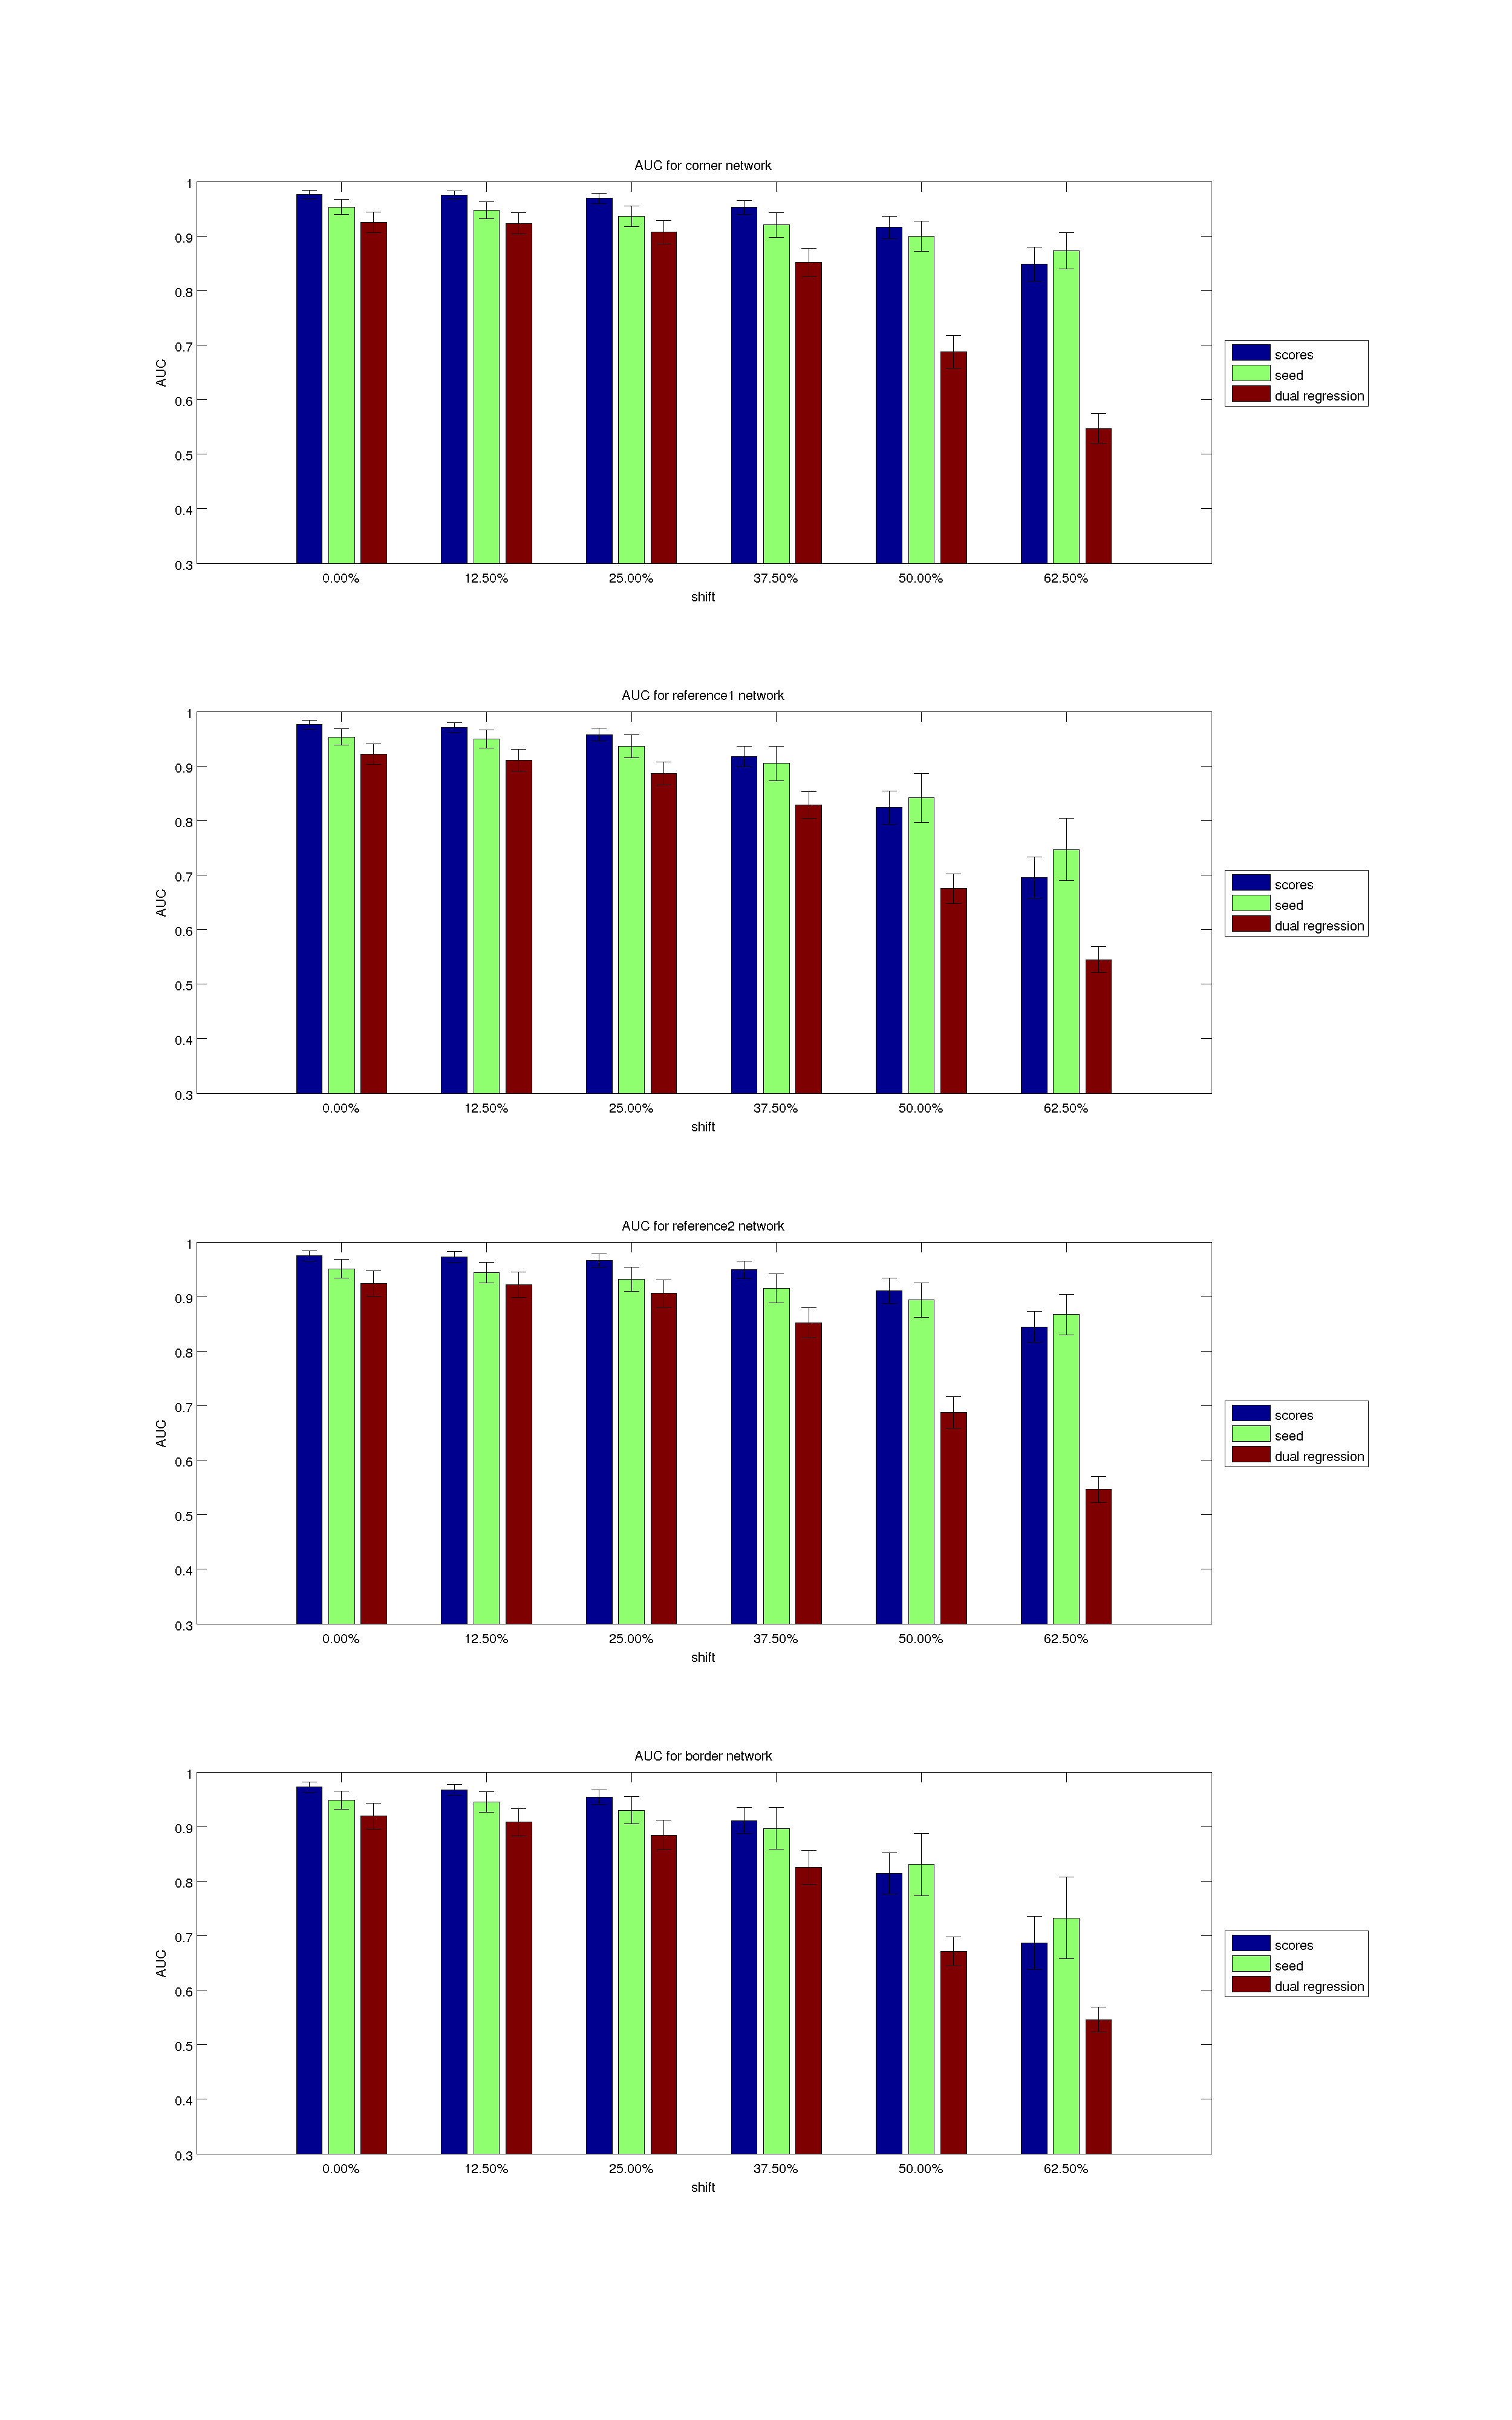 AUC for corner network
1
0.9
0.8
0.7
0.6
0.5
0.4
0.3
AUC
0.00% 12.50% 25.00% 37.50% 50.00% 62.50%
shift
scores
seed
dual regression
AUC for reference1 network
1
0.9
0.8
0.7
0.6
0.5
0.4
0.3
AUC
0.00% 12.50% 25.00% 37.50% 50.00% 62.50%
shift
scores
seed
dual regression
AUC for reference2 network
1
0.9
0.8
0.7
0.6
0.5
0.4
0.3
AUC
0.00% 12.50% 25.00% 37.50% 50.00% 62.50%
shift
scores
seed
dual regression
AUC for border network
1
0.9
0.8
0.7
0.6
0.5
0.4
0.3
AUC
0.00% 12.50% 25.00% 37.50% 50.00% 62.50%
shift
scores
seed
dual regression